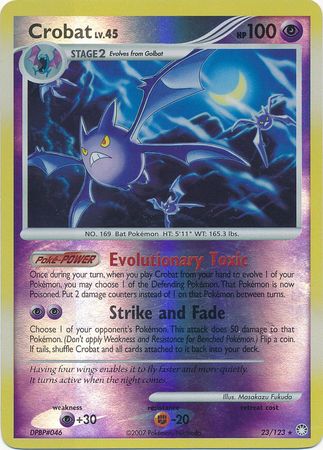 Crobat LV.45
HP 100
STAGE2 Evolves from Golbat
NO. 169 Bat Pokémon HT: 5'11" WT: 165.3 lbs.
Poké-POWER Evolutionary Toxic
Once during your turn, when you play Crobat from your hand to evolve 1 of your
Pokémon, you may choose 1 of the Defending Pokémon. That Pokémon is now
Poisoned. Put 2 damage counters instead of 1 on that Pokémon between turns.
Strike and Fade
Choose 1 of your opponent's Pokémon. This attack does 50 damage to that
Pokémon. (Don't apply Weakness and Resistance for Benched Pokémon.) Flip a coin.
If tails, shuffle Crobat and all cards attached to it back into your deck.
Having four wings enables it to fly faster and more quietly.
It turns active when the night comes.
Illus. Masakazu Fukuda
weakness resistance retreat cost
+30 -20
DPBP#046 ©2007 Pokémon/Nintendo 23/123 ★